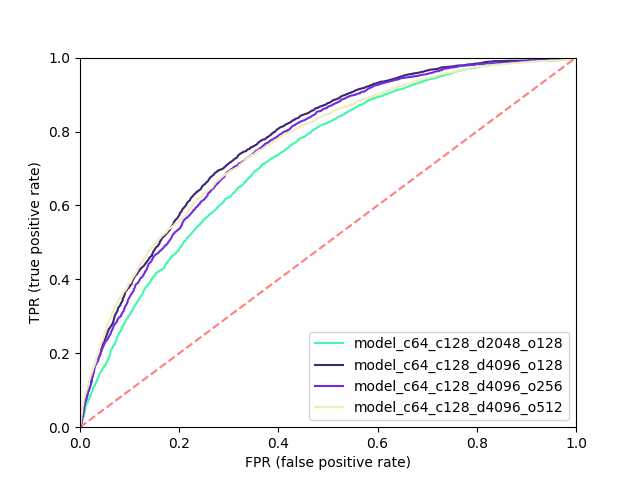 1.0
0.8
0.6
0.4
0.2
0.0
TPR (true positive rate)
model_c64_c128_d2048_o128
model_c64_c128_d4096_o128
model_c64_c128_d4096_o256
model_c64_c128_d4096_o512
0.0 0.2 0.4 0.6 0.8 1.0
FPR (false positive rate)